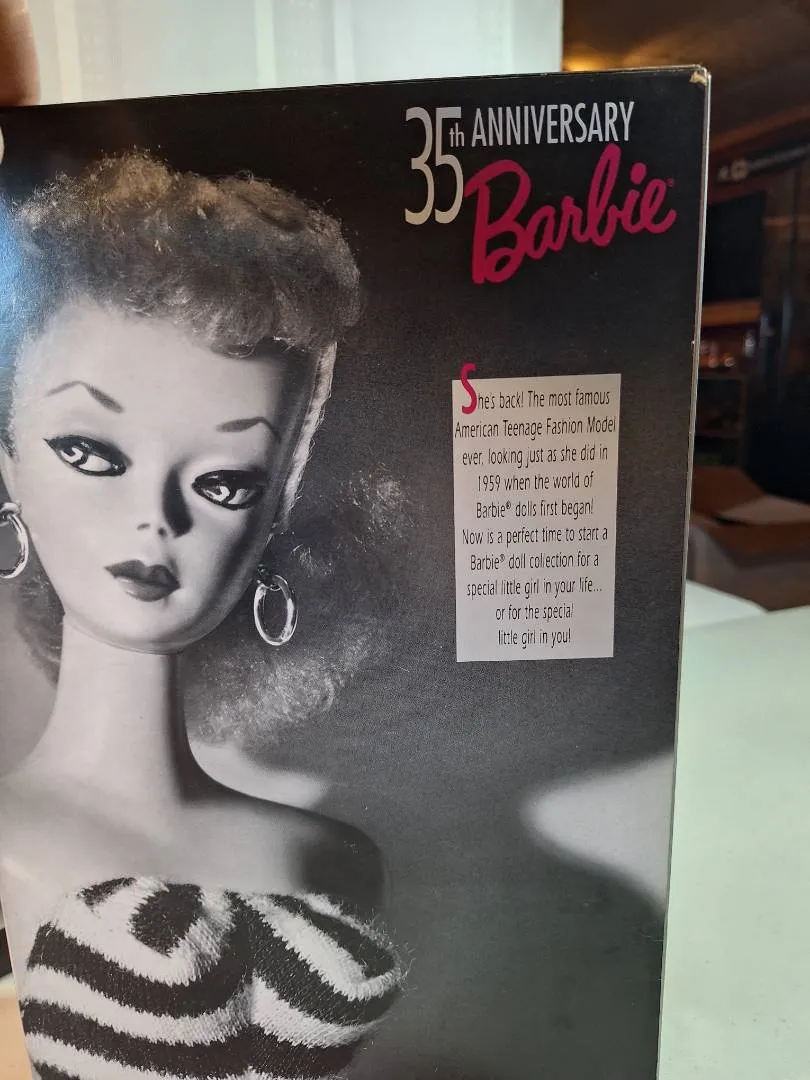 35th ANNIVERSARY
Barbie®
She's back! The most famous
American Teenage Fashion Model
ever, looking just as she did in
1959 when the world of
Barbie® dolls first began!
Now is a perfect time to start a
Barbie® doll collection for a
special little girl in your life...
or for the special
little girl in you!